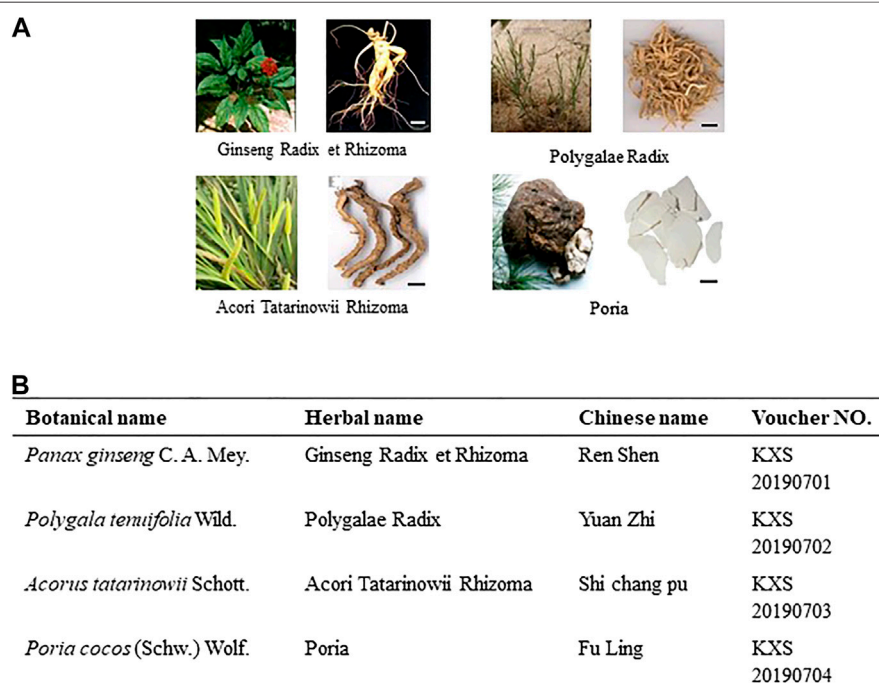 A
Ginseng Radix et Rhizoma
Polygalae Radix
Acori Tatarinowii Rhizoma
Poria
B
Botanical name Herbal name Chinese name Voucher NO.
Panax ginseng C. A. Mey. Ginseng Radix et Rhizoma Ren Shen KXS
20190701
Polygala tenuifolia Wild. Polygalae Radix Yuan Zhi KXS
20190702
Acorus tatarinowii Schott. Acori Tatarinowii Rhizoma Shi chang pu KXS
20190703
Poria cocos (Schw.) Wolf. Poria Fu Ling KXS
20190704